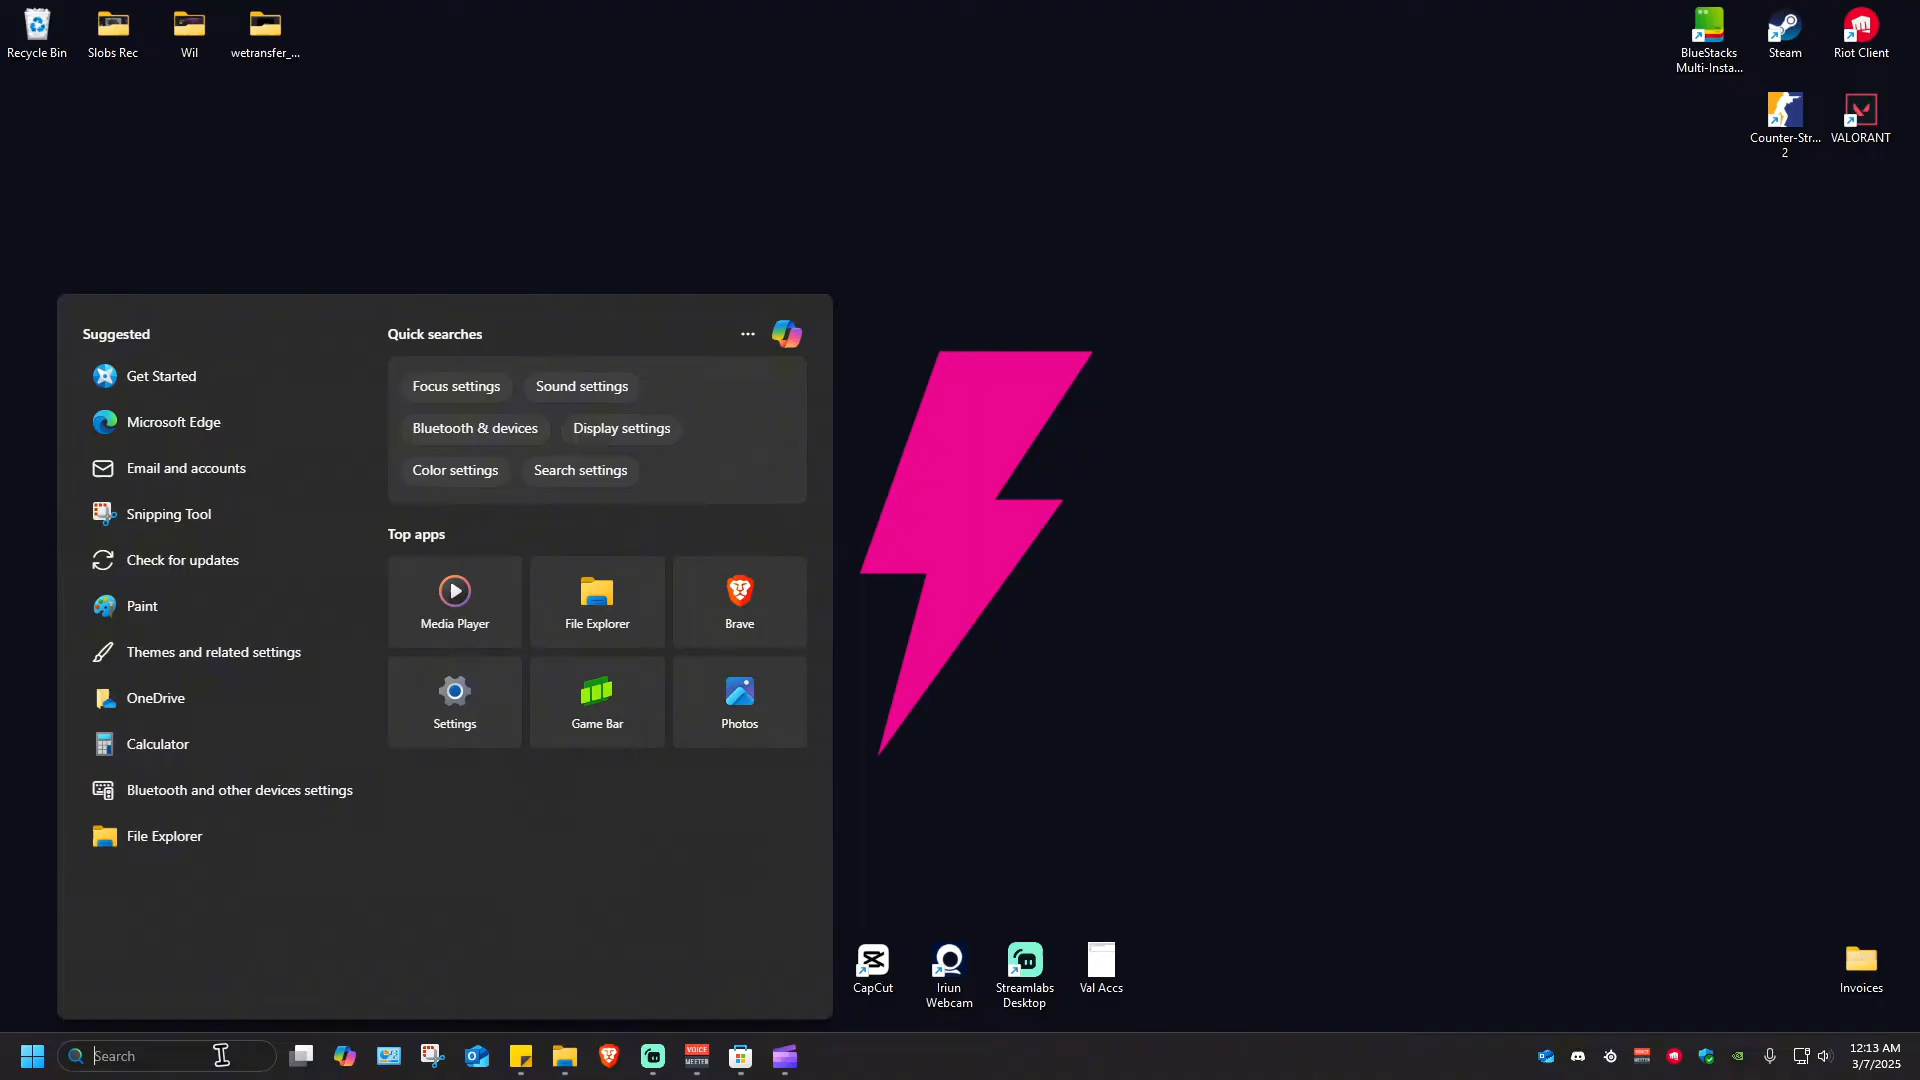 Recycle Bin
Slobs Rec
Wil
wetransfer_...
BlueStacks
Multi-Insta...
Steam
Riot Client
Counter-Str...
2
VALORANT
Suggested
Get Started
Microsoft Edge
Email and accounts
Snipping Tool
Check for updates
Paint
Themes and related settings
OneDrive
Calculator
Bluetooth and other devices settings
File Explorer
Quick searches
Focus settings
Sound settings
Bluetooth & devices
Display settings
Color settings
Search settings
Top apps
Media Player
File Explorer
Brave
Settings
Game Bar
Photos
CapCut
Iriun
Webcam
Streamlabs
Desktop
Val Accs
Invoices
Search
VOICE
MEETER
12:13 AM
3/7/2025